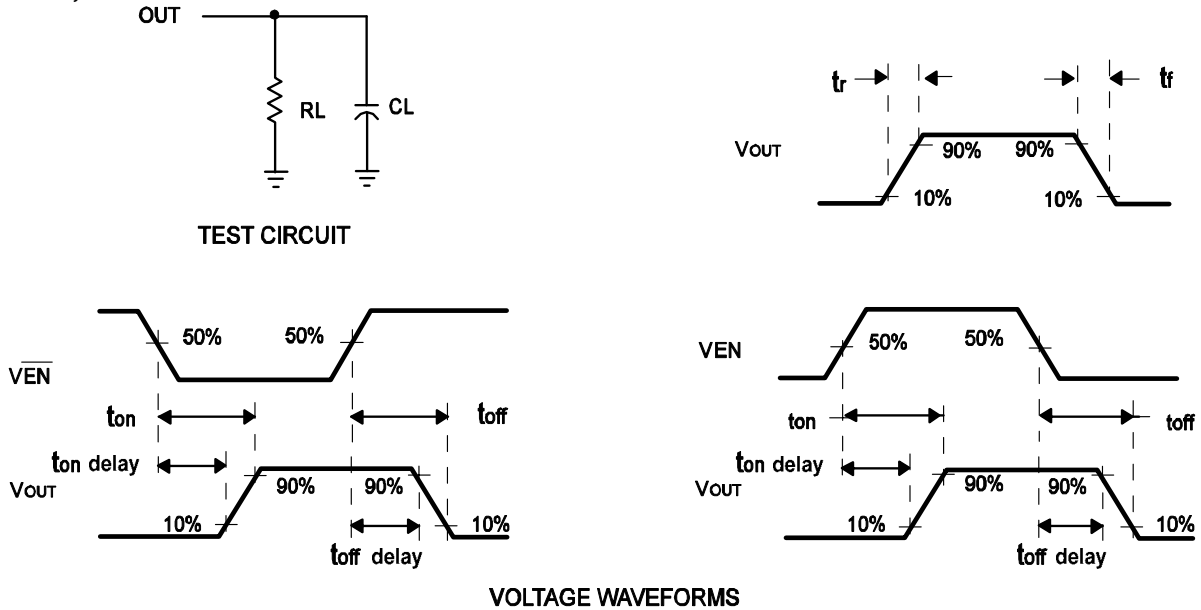 OUT
RL
CL
TEST CIRCUIT
tr
tf
VOUT
90%
90%
10%
10%
50%
50%
VEN
ton
toff
ton delay
VOUT
90%
90%
10%
10%
toff delay
50%
50%
VEN
ton
toff
ton delay
VOUT
90%
90%
10%
10%
toff delay
VOLTAGE WAVEFORMS